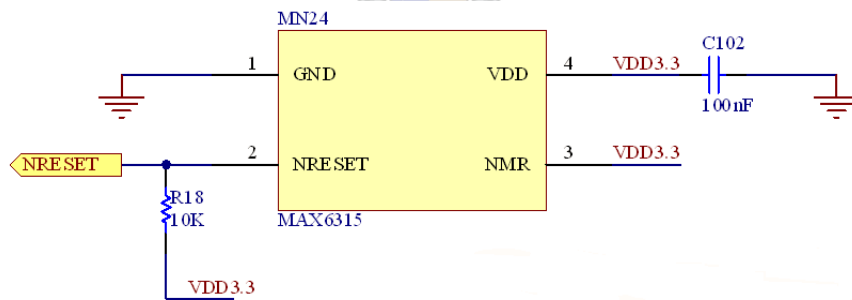 MN24
C102
1
GND
VDD
4
VDD3.3
100nF
NRESET
2
NRESET
NMR
3
VDD3.3
R18
10K
MAX6315
VDD3.3